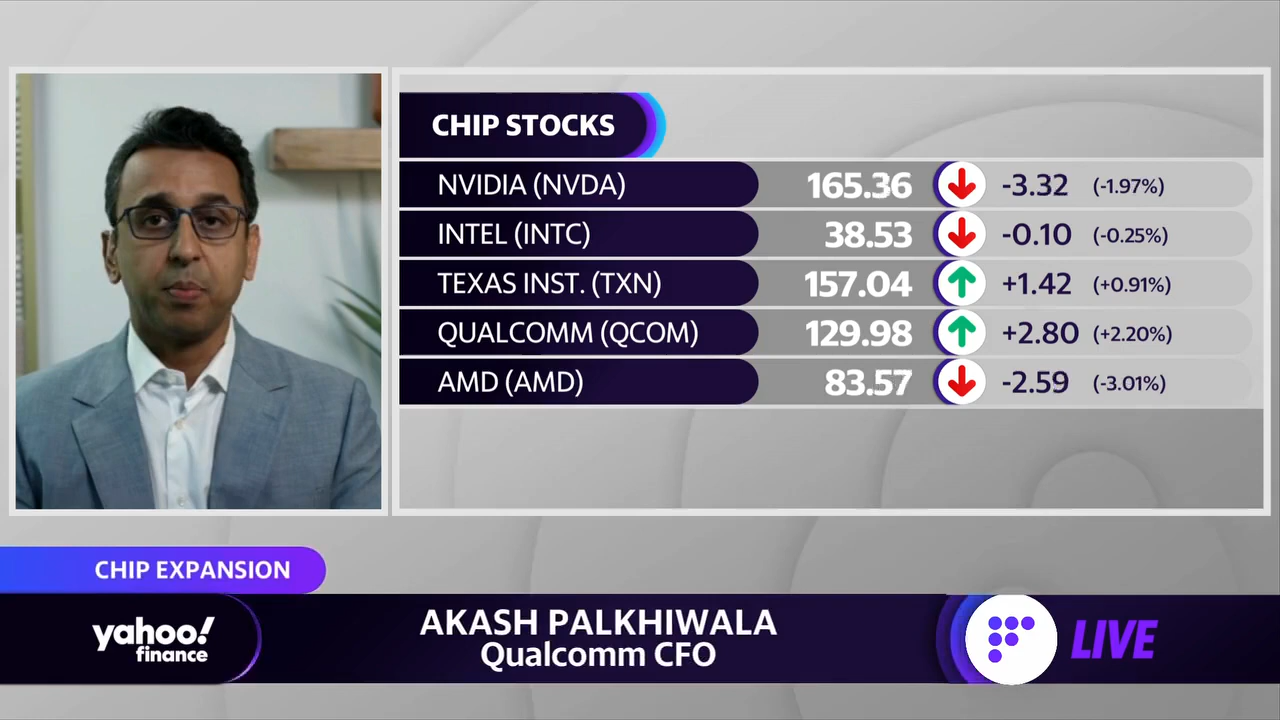 CHIP STOCKS
NVIDIA (NVDA) 165.36 -3.32 (-1.97%)
INTEL (INTC) 38.53 -0.10 (-0.25%)
TEXAS INST. (TXN) 157.04 +1.42 (+0.91%)
QUALCOMM (QCOM) 129.98 +2.80 (+2.20%)
AMD (AMD) 83.57 -2.59 (-3.01%)
CHIP EXPANSION
yahoo!
finance
AKASH PALKHIWALA
Qualcomm CFO
LIVE